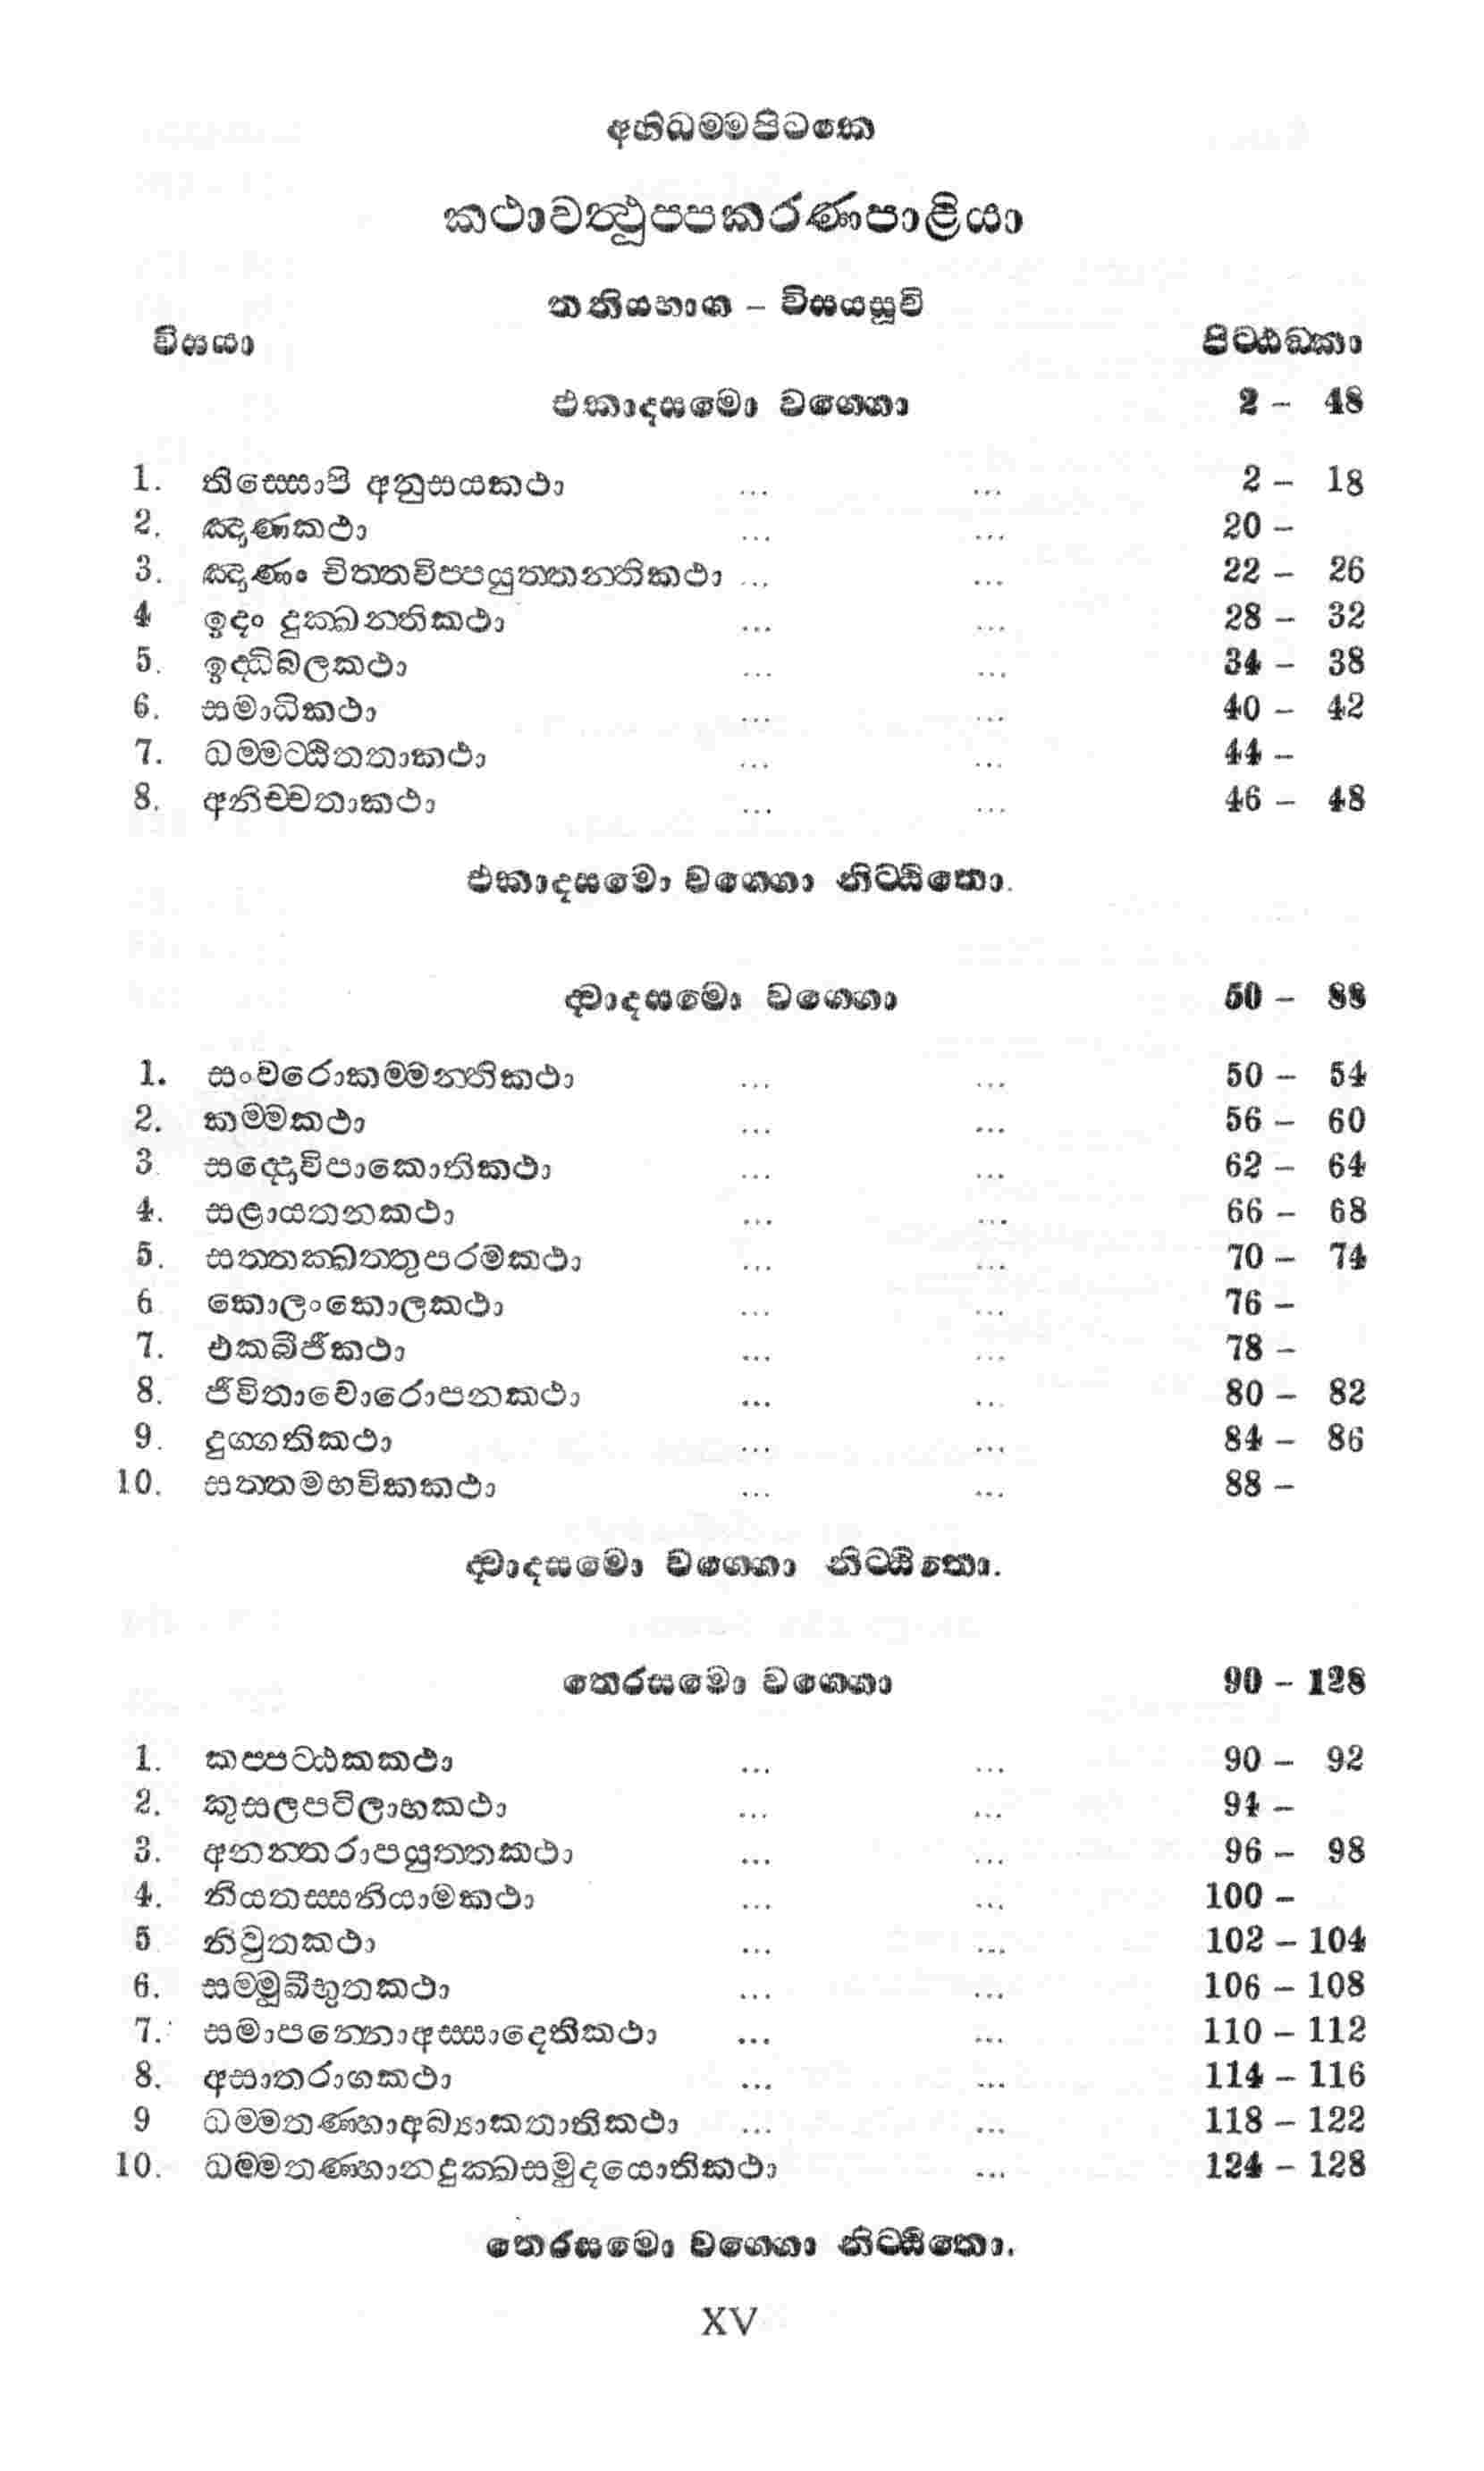 අභිධම්මපිටකෙ
කථාවත්ථුප්පකරණපාළියා
තතියභාග – විසයසූචි
විසයා පිට්ඨඞ්කා
එකාදසමො වග්ගො 2 – 48
1. තිස්සොපි අනුසයකථා ... ... 2 – 18
2. ඤාණකථා ... ... 20 –
3. ඤාණං චිත්තවිප්පයුත්තන්තිකථා ... ... 22 – 26
4 ඉදං දුක්ඛන්තිකථා ... ... 28 – 32
5. ඉද්ධිබලකථා ... ... 34 – 38
6. සමාධිකථා ... ... 40 – 42
7. ධම්මට්ඨිතතාකථා ... ... 44 –
8. අනිච්චතාකථා ... ... 46 – 48
එකාදසමො වග්ගො නිට්ඨිතො.
ද්වාදසමො වග්ගො 50 – 88
1. සංවරොකම්මන්තිකථා ... ... 50 – 54
2. කම්මකථා ... ... 56 – 60
3 සද්දොවිපාකොතිකථා ... ... 62 – 64
4. සළායතනකථා ... ... 66 – 68
5. සත්තක්ඛත්තුපරමකථා ... ... 70 – 74
6 කොලංකොලකථා ... ... 76 –
7. එකබීජීකථා ... ... 78 –
8. ජීවිතාවොරොපනකථා ... ... 80 – 82
9. දුග්ගතිකථා ... ... 84 – 86
10. සත්තමභවිකකථා ... ... 88 –
ද්වාදසමො වග්ගො නිට්ඨිතො.
තෙරසමො වග්ගො 90 – 128
1. කප්පට්ඨකකථා ... ... 90 – 92
2. කුසලපටිලාභකථා ... ... 94 –
3. අනන්තරාපයුත්තකථා ... ... 96 – 98
4. නියතස්සනියාමකථා ... ... 100 –
5 නිවුතකථා ... ... 102 – 104
6. සම්මුඛීභුතකථා ... ... 106 – 108
7. සමාපන්නොඅස්සාදෙතිකථා ... ... 110 – 112
8. අසාතරාගකථා ... ... 114 – 116
9 ධම්මතණ්හාඅබ්‍යාකතාතිකථා ... ... 118 – 122
10. ධම්මතණ්හානදුක්ඛසමුදයොතිකථා ... 124 – 128
තෙරසමො වග්ගො නිට්ඨිතො.
XV